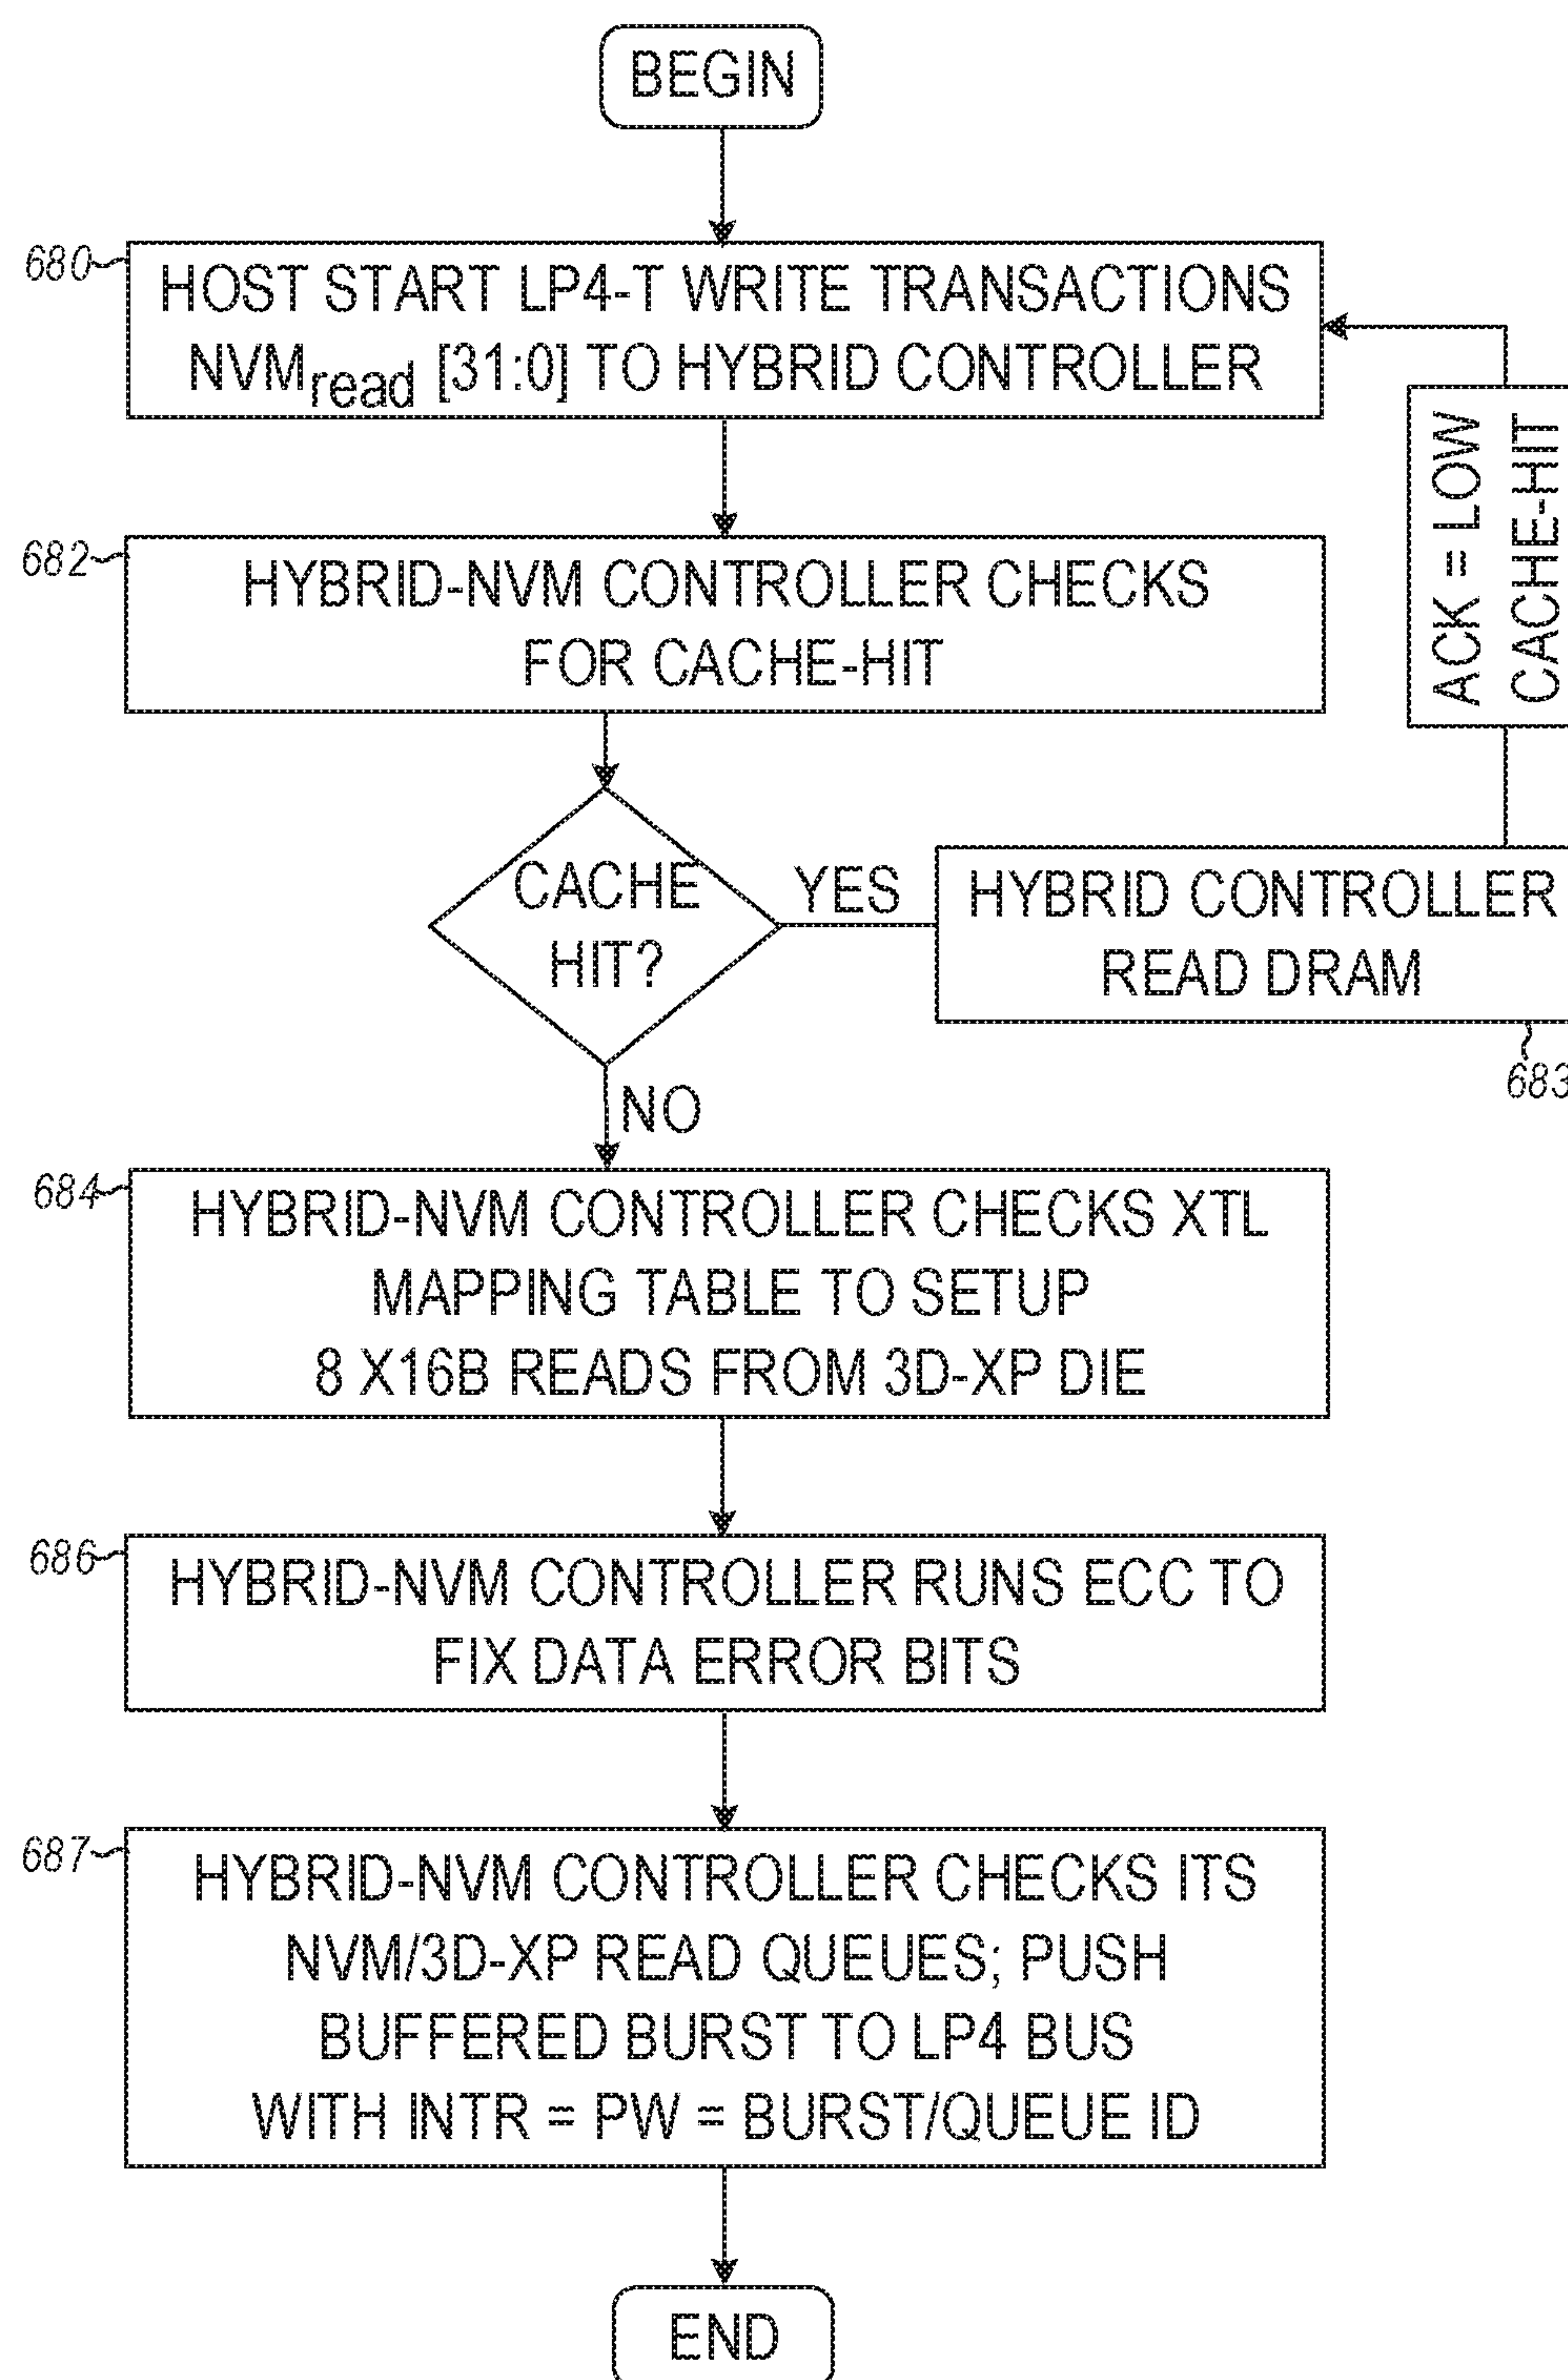 BEGIN
680
HOST START LP4-T WRITE TRANSACTIONS
NVMread [31:0] TO HYBRID CONTROLLER
ACK = LOW
CACHE-HIT
682
HYBRID-NVM CONTROLLER CHECKS
FOR CACHE-HIT
CACHE
HIT?
YES
HYBRID CONTROLLER
READ DRAM
683
NO
684
HYBRID-NVM CONTROLLER CHECKS XTL
MAPPING TABLE TO SETUP
8 X16B READS FROM 3D-XP DIE
686
HYBRID-NVM CONTROLLER RUNS ECC TO
FIX DATA ERROR BITS
687
HYBRID-NVM CONTROLLER CHECKS ITS
NVM/3D-XP READ QUEUES; PUSH
BUFFERED BURST TO LP4 BUS
WITH INTR = PW = BURST/QUEUE ID
END